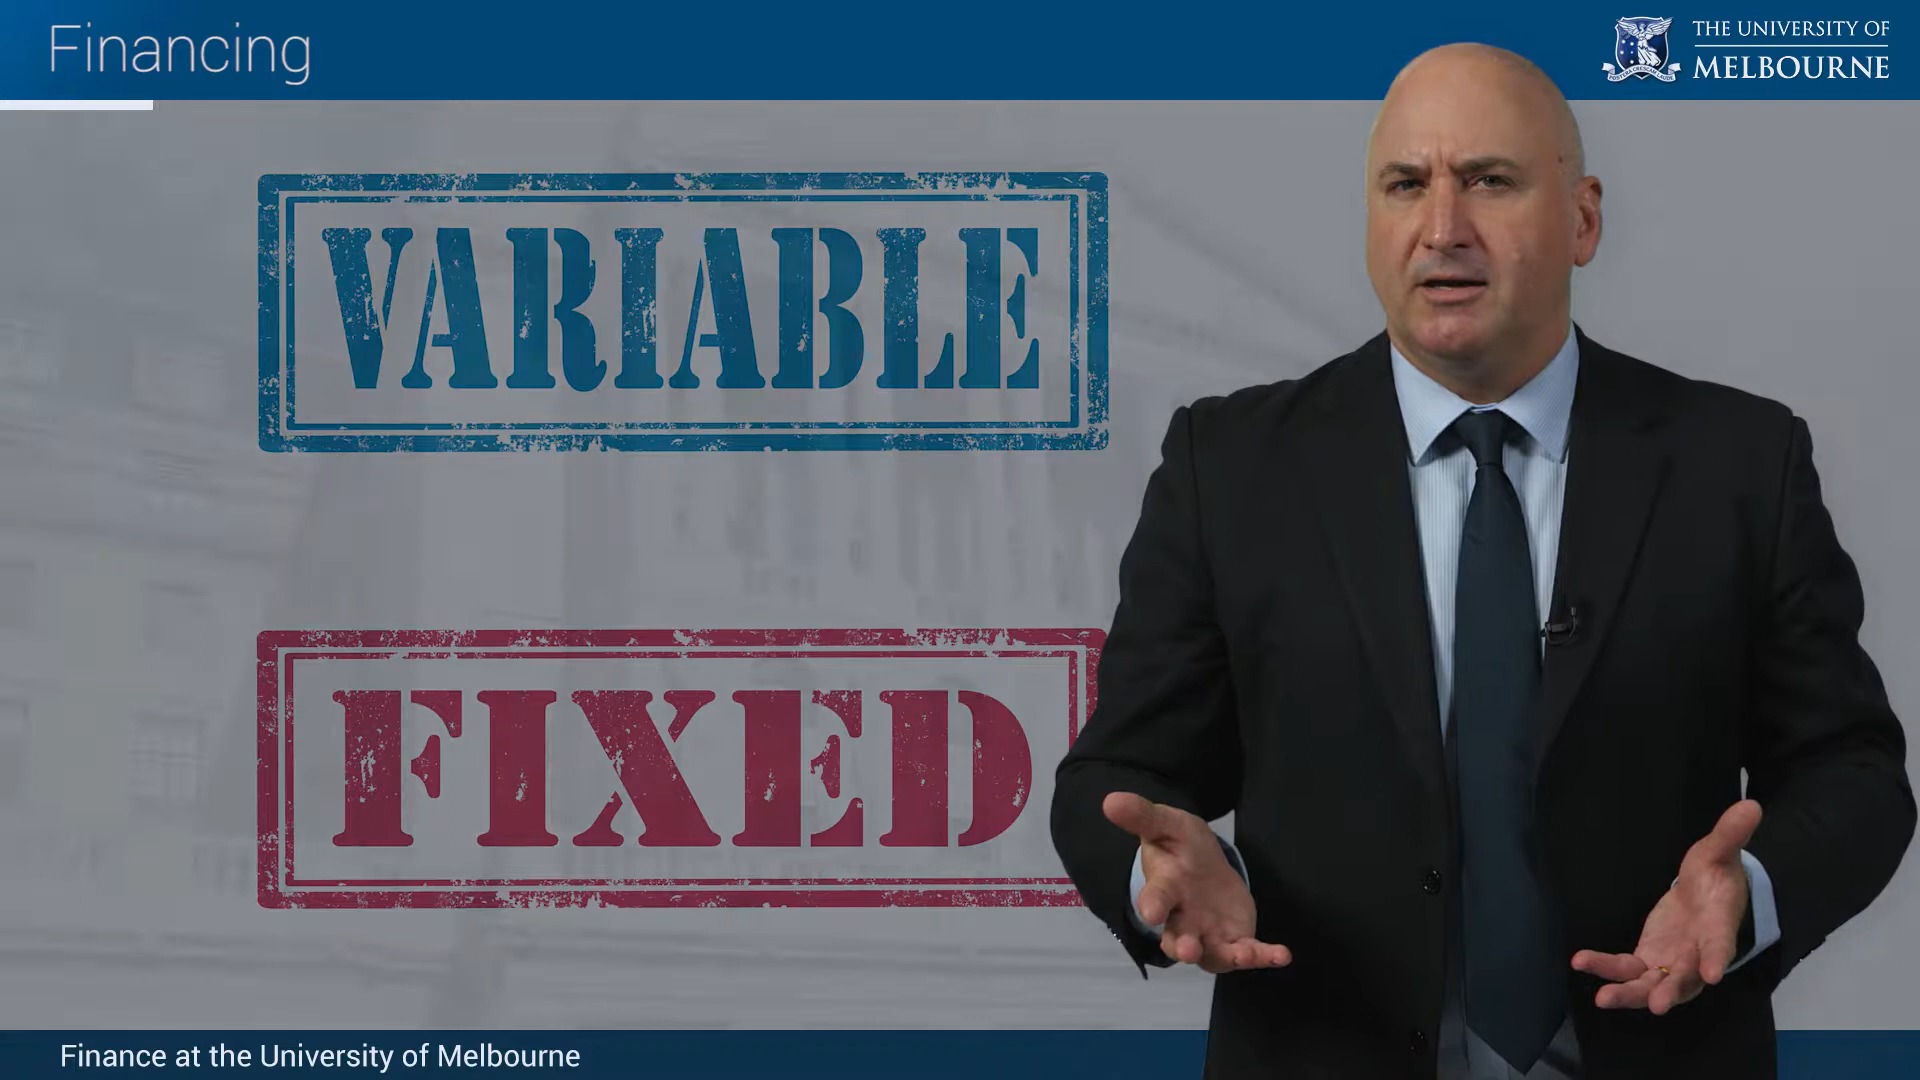 Financing
THE UNIVERSITY OF
MELBOURNE
VARIABLE
FIXED
Finance at the University of Melbourne